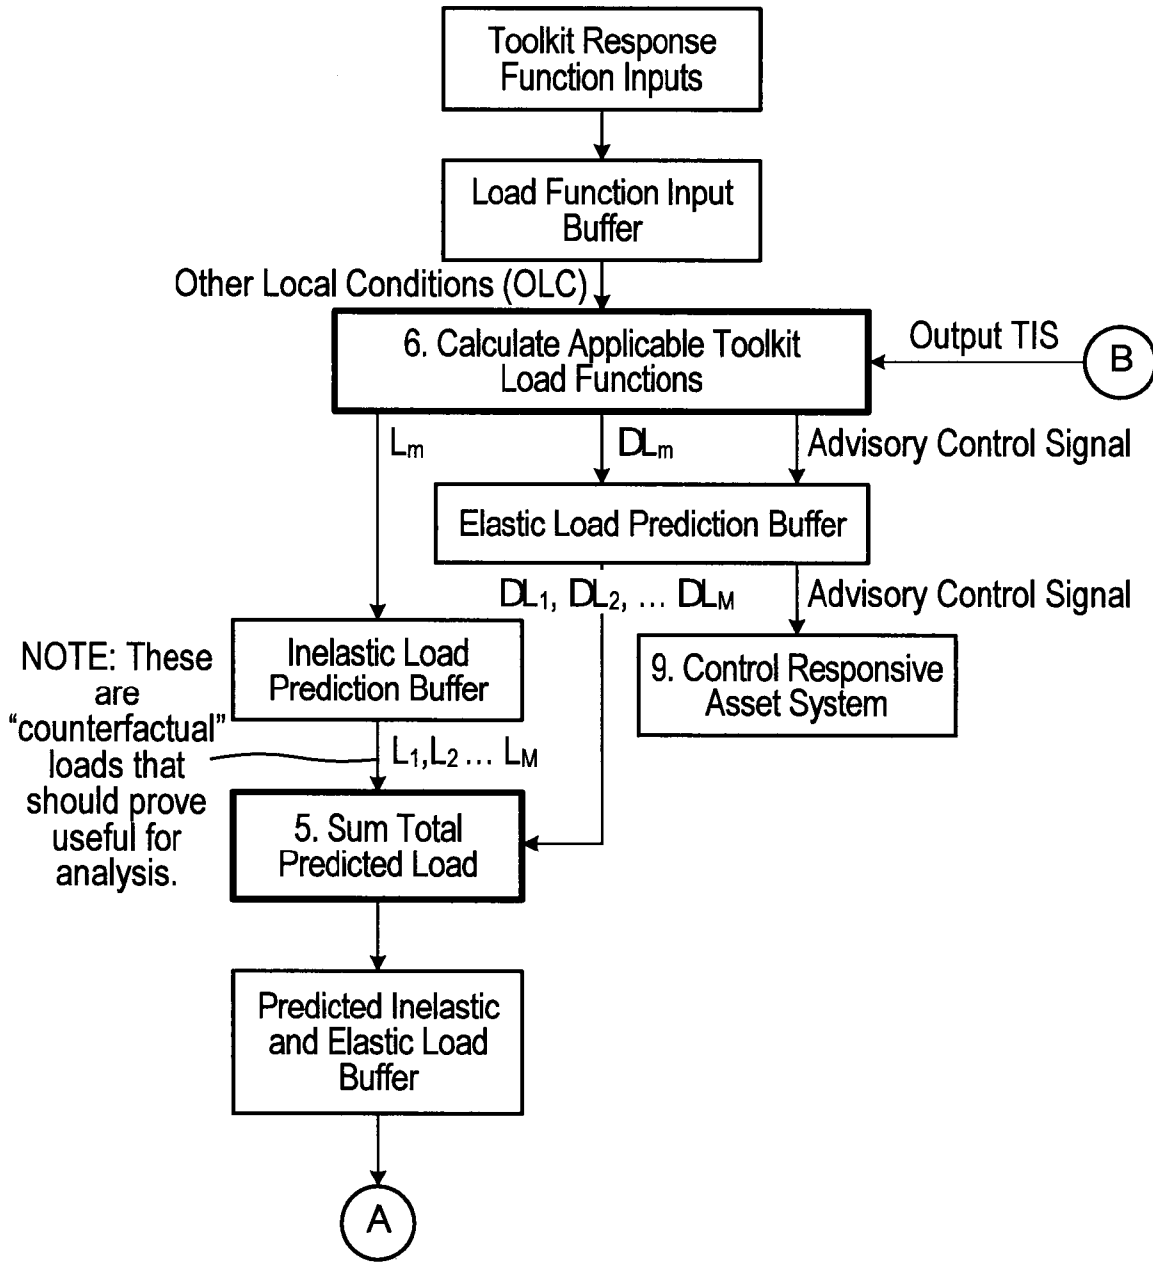 Toolkit Response
Function Inputs
Load Function Input
Buffer
Other Local Conditions (OLC)
6. Calculate Applicable Toolkit
Load Functions
Output TIS
B
Lm
DLm
Advisory Control Signal
Elastic Load Prediction Buffer
DL1, DL2, ... DLM
Advisory Control Signal
Inelastic Load
Prediction Buffer
9. Control Responsive
Asset System
NOTE: These
are
“counterfactual”
loads that
should prove
useful for
analysis.
L1,L2 ... LM
5. Sum Total
Predicted Load
Predicted Inelastic
and Elastic Load
Buffer
A